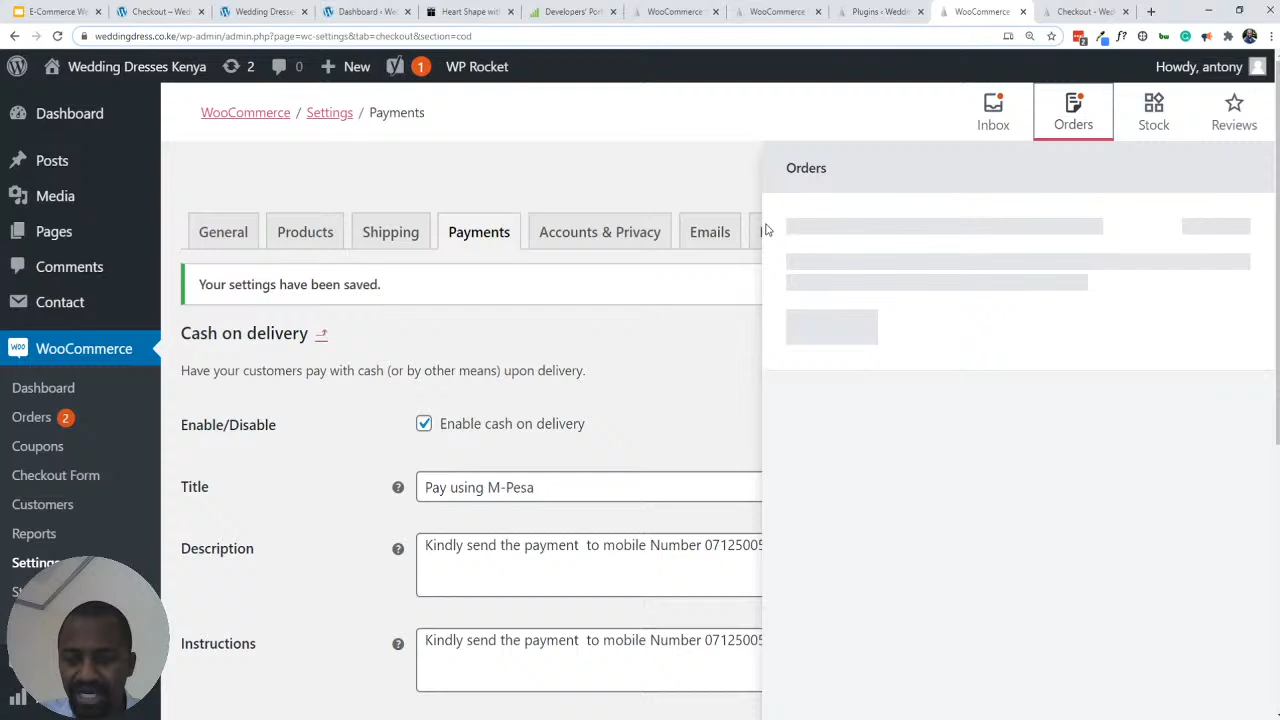 E-Commerce Web
Checkout – Wed
Wedding Dresses
Dashboard ‹ Wed
Heart Shape with
Developers' Port
WooCommerce
WooCommerce
Plugins ‹ Wedde
WooCommerce
Checkout - Wed
weddingdress.co.ke/wp-admin/admin.php?page=wc-settings&tab=checkout&section=cod
Wedding Dresses Kenya
2
0
New
1
WP Rocket
Howdy, antony
Dashboard
Posts
Media
Pages
Comments
Contact
WooCommerce
Dashboard
Orders 2
Coupons
Checkout Form
Customers
Reports
Settings
WooCommerce / Settings / Payments
Inbox
Orders
Stock
Reviews
Orders
General
Products
Shipping
Payments
Accounts & Privacy
Emails
Your settings have been saved.
Cash on delivery
Have your customers pay with cash (or by other means) upon delivery.
Enable/Disable
Enable cash on delivery
Title
Pay using M-Pesa
Description
Kindly send the payment to mobile Number 07125005
Instructions
Kindly send the payment to mobile Number 07125005